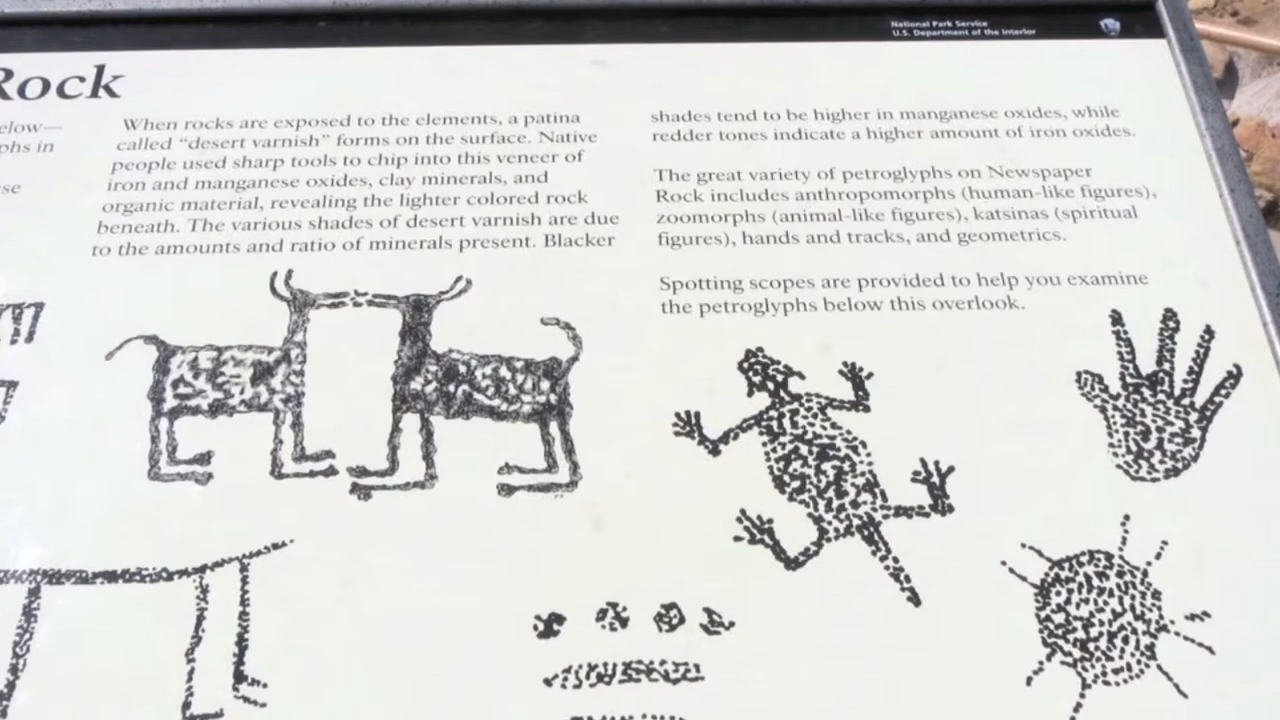 National Park Service
U.S. Department of the Interior
Rock
elow—
phs in
ese
When rocks are exposed to the elements, a patina
called “desert varnish” forms on the surface. Native
people used sharp tools to chip into this veneer of
iron and manganese oxides, clay minerals, and
organic material, revealing the lighter colored rock
beneath. The various shades of desert varnish are due
to the amounts and ratio of minerals present. Blacker
shades tend to be higher in manganese oxides, while
redder tones indicate a higher amount of iron oxides.
The great variety of petroglyphs on Newspaper
Rock includes anthropomorphs (human-like figures),
zoomorphs (animal-like figures), katsinas (spiritual
figures), hands and tracks, and geometrics.
Spotting scopes are provided to help you examine
the petroglyphs below this overlook.